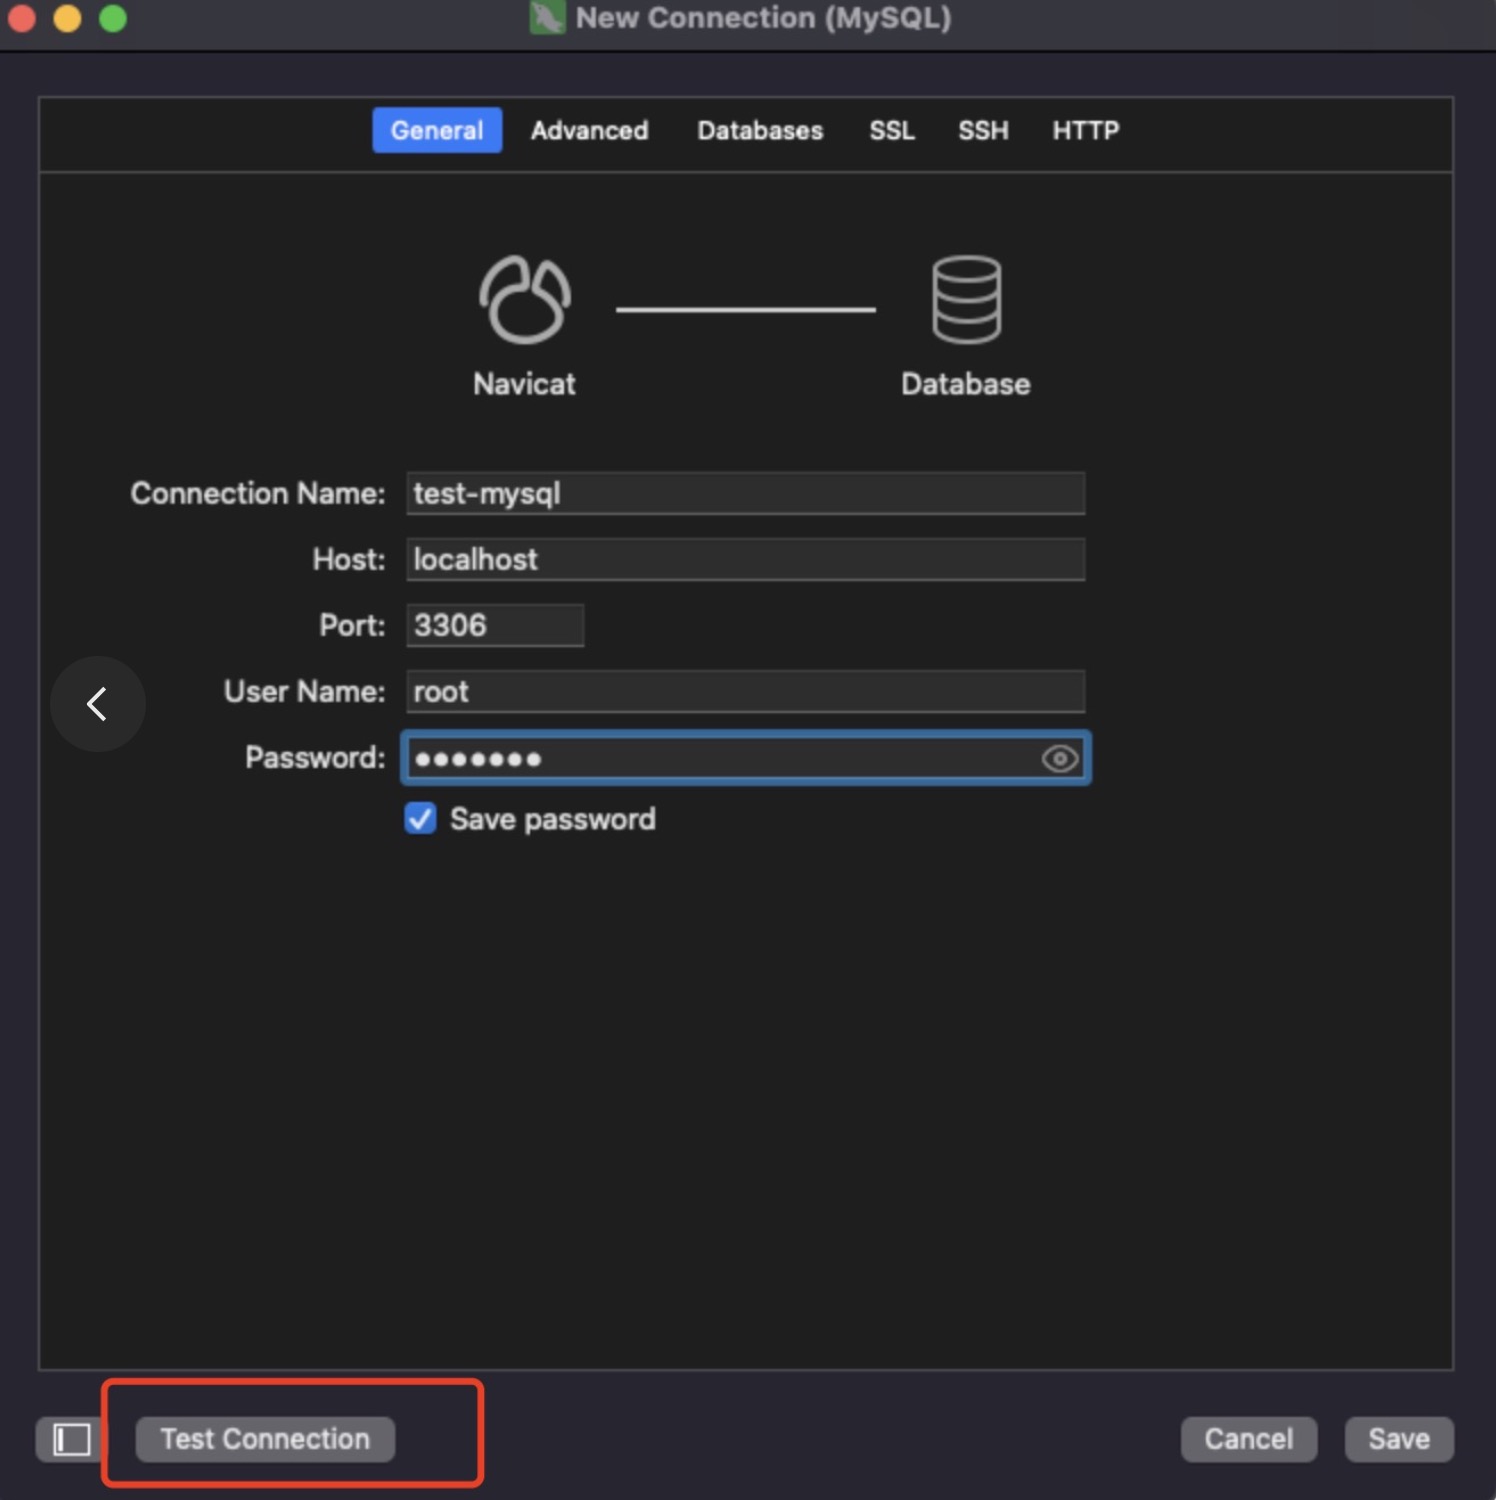 New Connection (MySQL)
General Advanced Databases SSL SSH HTTP
Navicat Database
Connection Name: test-mysql
Host: localhost
Port: 3306
User Name: root
Password: •••••••
Save password
Test Connection Cancel Save